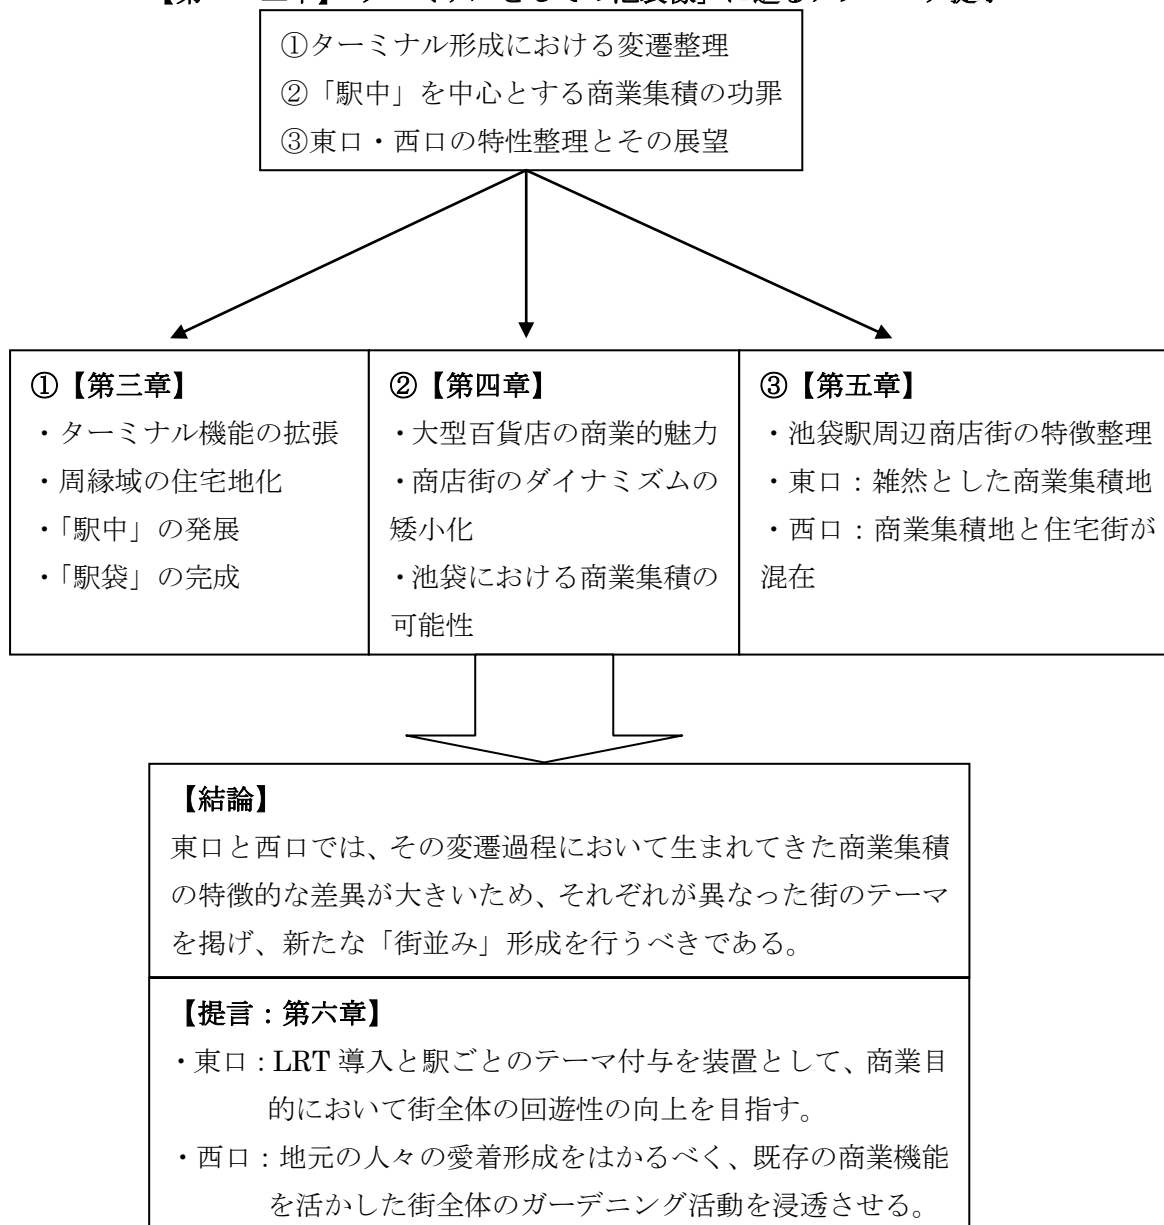 ①ターミナル形成における変遷整理
②「駅中」を中心とする商業集積の功罪
③東口・西口の特性整理とその展望
①【第三章】
・ターミナル機能の拡張
・周縁域の住宅地化
・「駅中」の発展
・「駅袋」の完成
②【第四章】
・大型百貨店の商業的魅力
・商店街のダイナミズムの
矮小化
・池袋における商業集積の
可能性
③【第五章】
・池袋駅周辺商店街の特徴整理
・東口：雑然とした商業集積地
・西口：商業集積地と住宅街が
混在
【結論】
東口と西口では、その変遷過程において生まれてきた商業集積
の特徴的な差異が大きいため、それぞれが異なった街のテーマ
を掲げ、新たな「街並み」形成を行うべきである。
【提言：第六章】
・東口：LRT 導入と駅ごとのテーマ付与を装置として、商業目
的において街全体の回遊性の向上を目指す。
・西口：地元の人々の愛着形成をはかるべく、既存の商業機能
を活かした街全体のガーデニング活動を浸透させる。